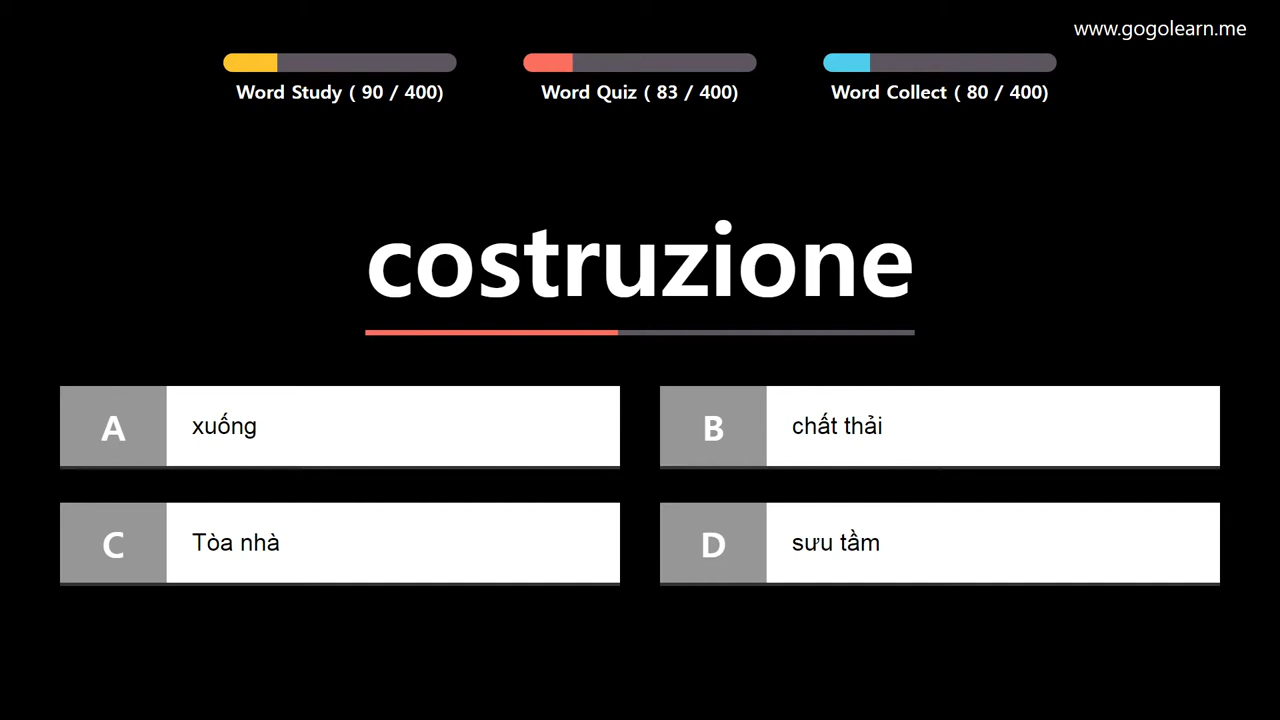 www.gogolearn.me
Word Study ( 90 / 400)
Word Quiz ( 83 / 400)
Word Collect ( 80 / 400)
costruzione
A
xuống
B
chất thải
C
Tòa nhà
D
sưu tầm